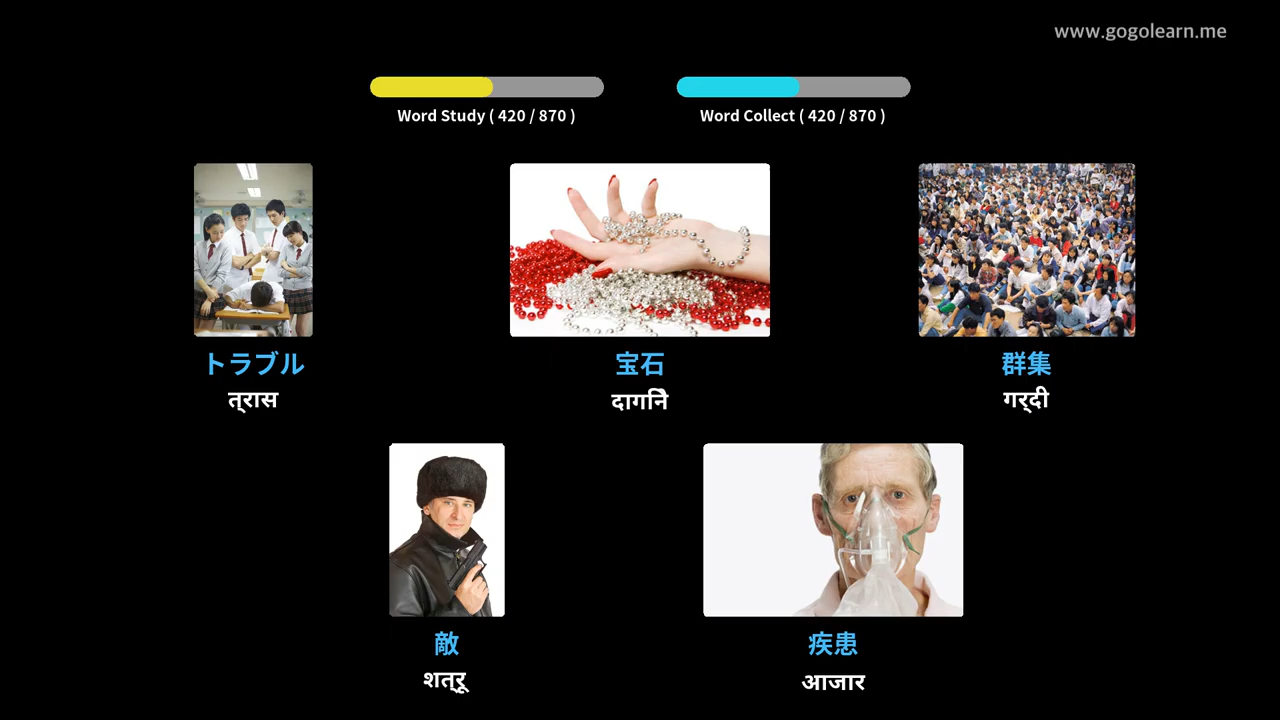 www.gogolearn.me
Word Study ( 420 / 870 )
Word Collect ( 420 / 870 )
トラブル
त्रास
宝石
दागिने
群集
गर्दी
敵
शत्रू
疾患
आजार